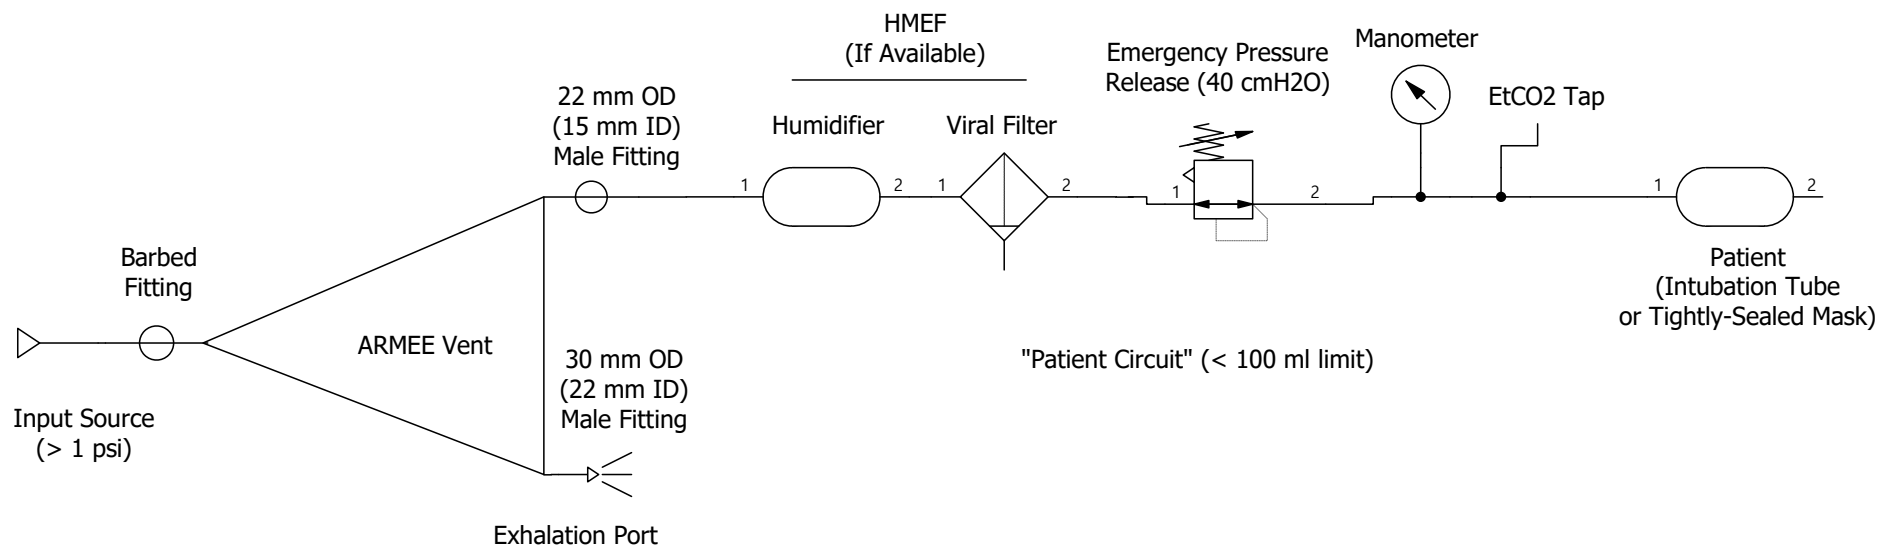 HMEF
(If Available)
Emergency Pressure
Release (40 cmH2O)
Manometer
EtCO2 Tap
22 mm OD
(15 mm ID)
Male Fitting
Humidifier
Viral Filter
1
2
1
2
1
2
1
2
Barbed
Fitting
ARMEE Vent
Patient
(Intubation Tube
or Tightly-Sealed Mask)
"Patient Circuit" (< 100 ml limit)
30 mm OD
(22 mm ID)
Male Fitting
Input Source
(> 1 psi)
Exhalation Port